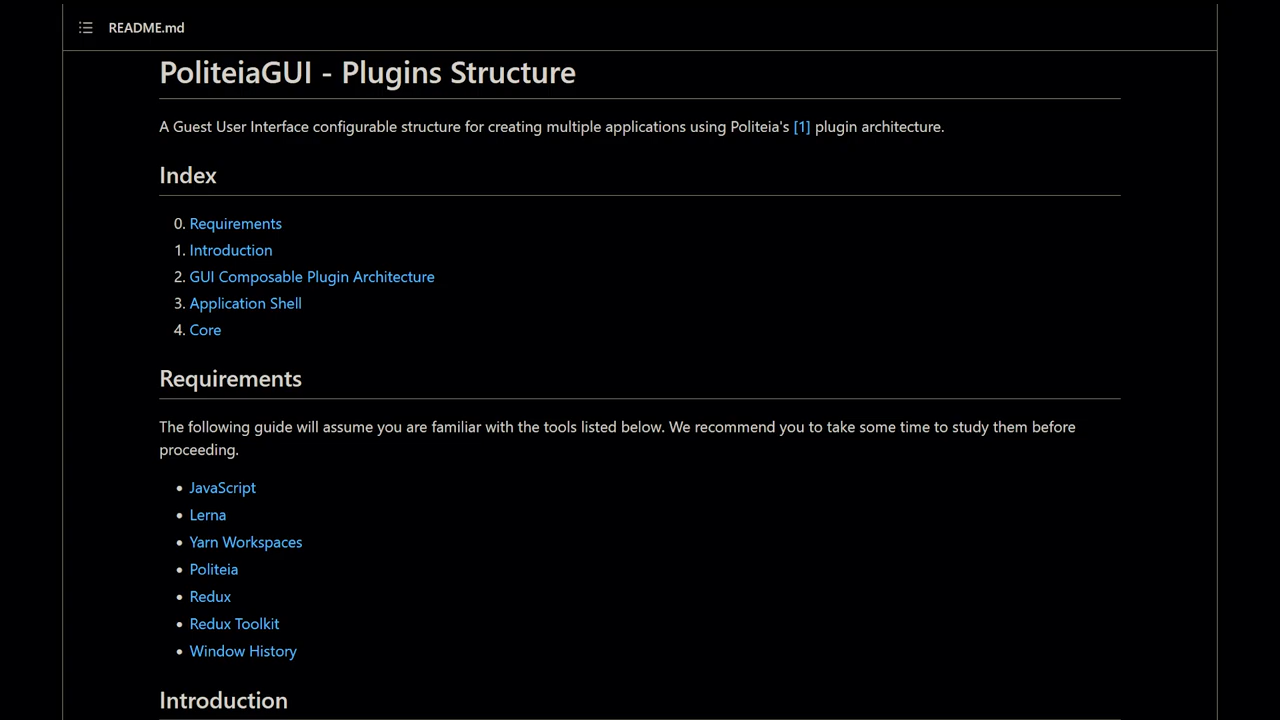 README.md
PoliteiaGUI - Plugins Structure
A Guest User Interface configurable structure for creating multiple applications using Politeia's [1] plugin architecture.
Index
0. Requirements
1. Introduction
2. GUI Composable Plugin Architecture
3. Application Shell
4. Core
Requirements
The following guide will assume you are familiar with the tools listed below. We recommend you to take some time to study them before
proceeding.
• JavaScript
• Lerna
• Yarn Workspaces
• Politeia
• Redux
• Redux Toolkit
• Window History
Introduction